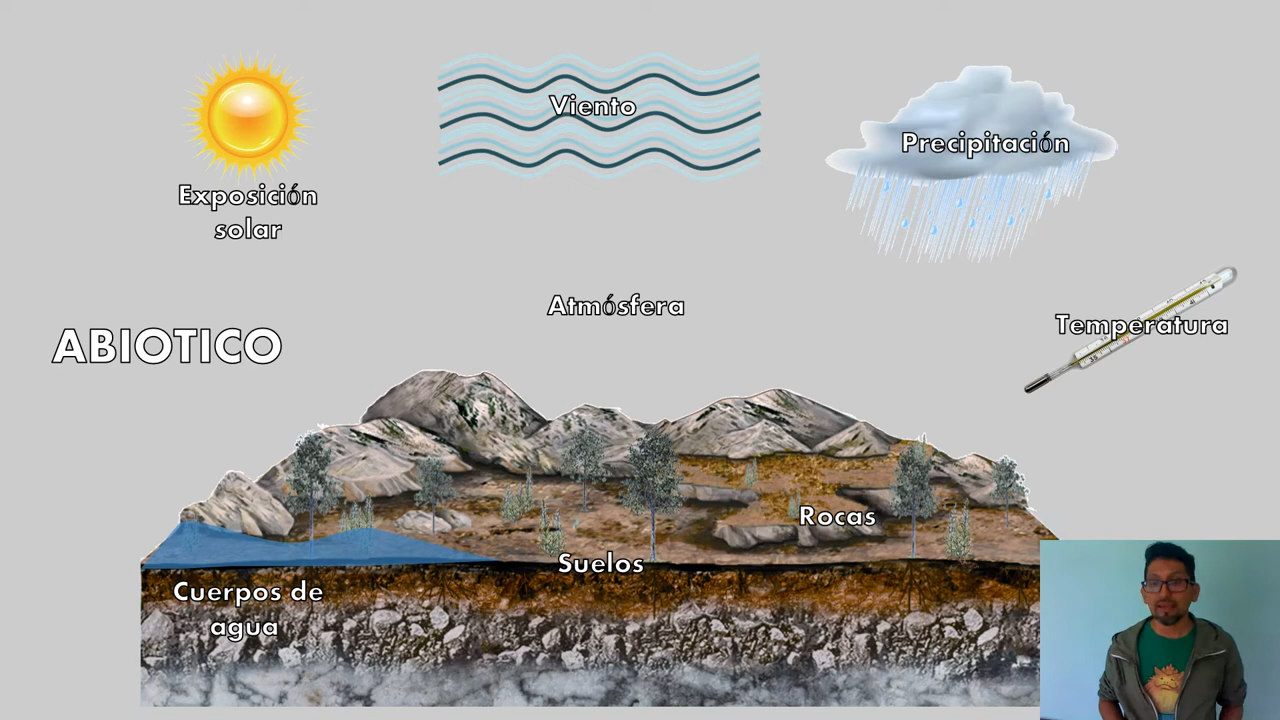 Viento
Precipitación
Exposición
solar
Atmósfera
Temperatura
ABIOTICO
Rocas
Suelos
Cuerpos de
agua